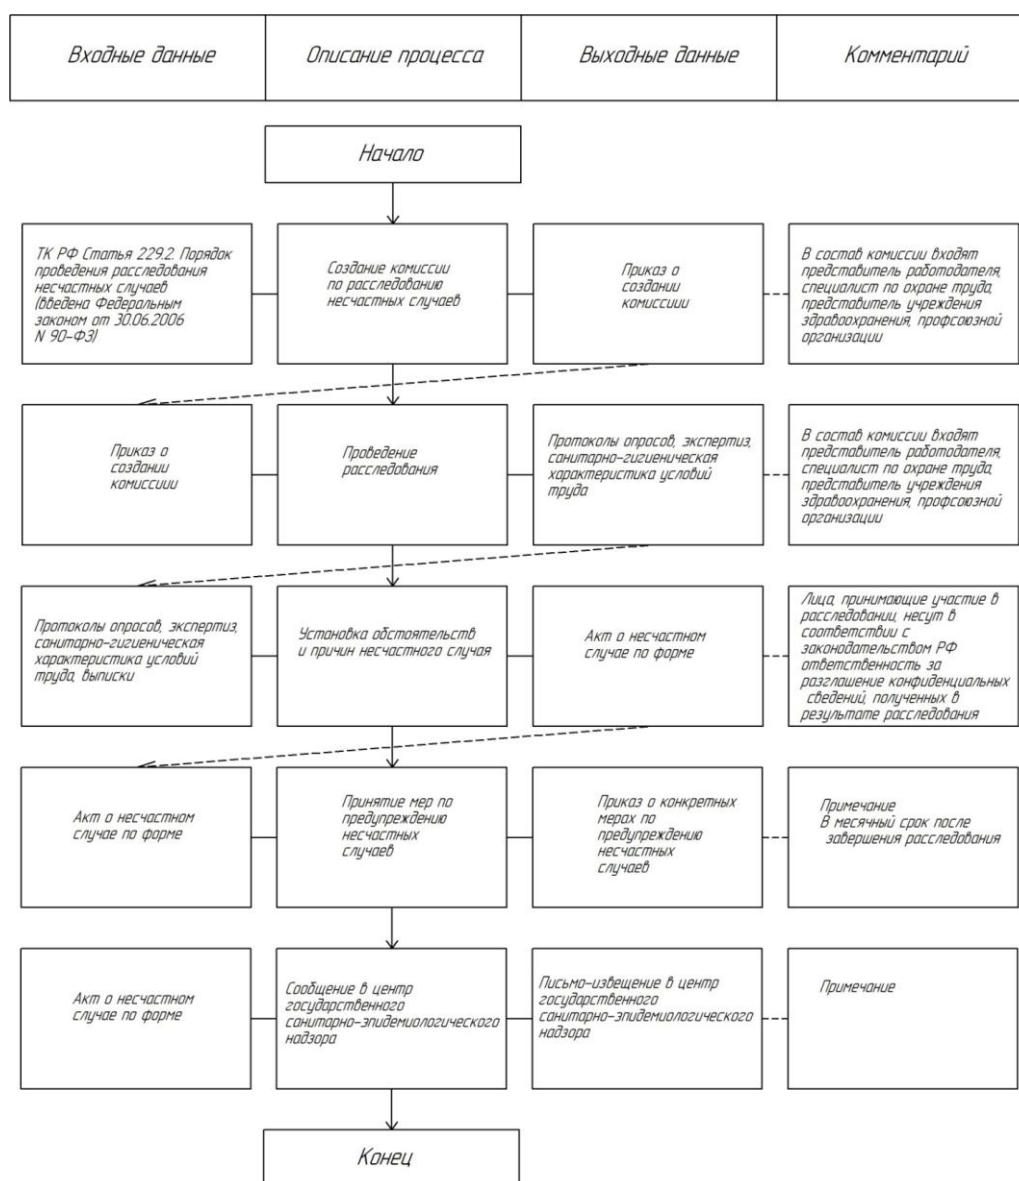 Входные данные
Описание процесса
Выходные данные
Комментарий
Начало
ТК РФ Статья 229.2. Порядок
проведения расследования
несчастных случаев
(введена Федеральным
законом от 30.06.2006
N 90-ФЗ)
Создание комиссии
по расследованию
несчастных случаев
Приказ о
создании
комиссиии
В состав комиссии входят
представитель работодателя,
специалист по охране труда,
представитель учреждения
здравоохранения, профсоюзной
организации
Приказ о
создании
комиссиии
Проведение
расследования
Протоколы опросов, экспертиз,
санитарно-гигиеническая
характеристика условий
труда
В состав комиссии входят
представитель работодателя,
специалист по охране труда,
представитель учреждения
здравоохранения, профсоюзной
организации
Протоколы опросов, экспертиз,
санитарно-гигиеническая
характеристика условий
труда, выписки
Установка обстоятельств
и причин несчастного случая
Акт о несчастном
случае по форме
Лица, принимающие участие в
расследовании, несут в
соответствии с
законодательством РФ
ответственность за
разглашение конфиденциальных
сведений, полученных в
результате расследования
Акт о несчастном
случае по форме
Принятие мер по
предупреждению
несчастных
случаев
Приказ о конкретных
мерах по
предупреждению
несчастных
случаев
Примечание
В месячный срок после
завершения расследования
Акт о несчастном
случае по форме
Сообщение в центр
государственного
санитарно-эпидемиологического
надзора
Письмо-извещение в центр
государственного
санитарно-эпидемиологического
надзора
Примечание
Конец